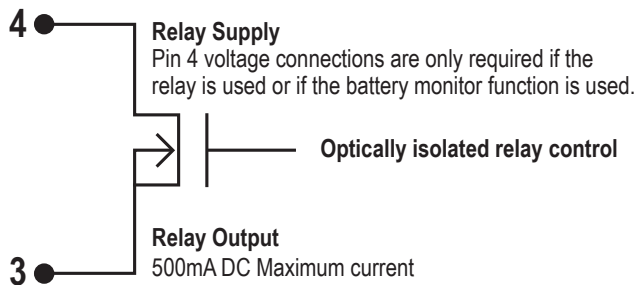 4
Relay Supply
Pin 4 voltage connections are only required if the
relay is used or if the battery monitor function is used.
Optically isolated relay control
Relay Output
3
500mA DC Maximum current